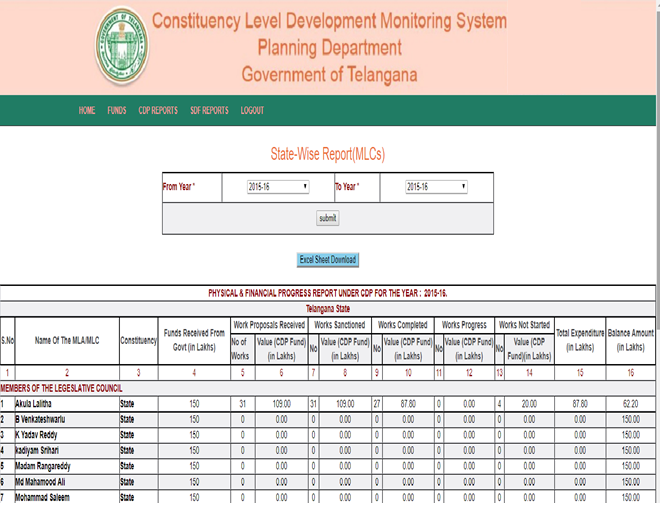 Constituency Level Development Monitoring System
Planning Department
Government of Telangana
HOME FUNDS CDP REPORTS SDF REPORTS LOGOUT
State-Wise Report(MLCs)
From Year * 2015-16 To Year * 2015-16
submit
Excel Sheet Download
PHYSICAL & FINANCIAL PROGRESS REPORT UNDER CDP FOR THE YEAR : 2015-16.
Telangana State
S.No Name Of The MLA/MLC Constituency Funds Received From Govt (in Lakhs) Work Proposals Received Works Sanctioned Works Completed Works Progress Works Not Started Total Expenditure (in Lakhs) Balance Amount (in Lakhs)
No of Works Value (CDP Fund) (in Lakhs) No Value (CDP Fund) (in Lakhs) No Value (CDP Fund) (in Lakhs) No Value (CDP Fund) (in Lakhs) No Value (CDP Fund)(in Lakhs)
1 2 3 4 5 6 7 8 9 10 11 12 13 14 15 16
MEMBERS OF THE LEGESLATIVE COUNCIL
1 Akula Lalitha State 150 31 109.00 31 109.00 27 87.80 0 0.00 4 20.00 87.80 62.20
2 B Venkateshwarlu State 150 0 0.00 0 0.00 0 0.00 0 0.00 0 0.00 0.00 150.00
3 K Yadav Reddy State 150 0 0.00 0 0.00 0 0.00 0 0.00 0 0.00 0.00 150.00
4 kadiyam Srihari State 150 0 0.00 0 0.00 0 0.00 0 0.00 0 0.00 0.00 150.00
5 Madam Rangareddy State 150 0 0.00 0 0.00 0 0.00 0 0.00 0 0.00 0.00 150.00
6 Md Mahamood Ali State 150 0 0.00 0 0.00 0 0.00 0 0.00 0 0.00 0.00 150.00
7 Mohammad Saleem State 150 0 0.00 0 0.00 0 0.00 0 0.00 0 0.00 0.00 150.00